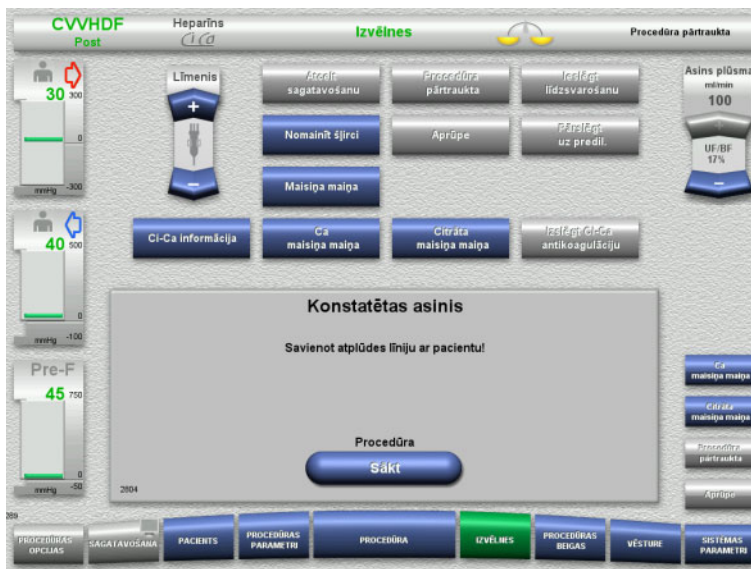 CVVHDF
Post
Heparīns
Ci Ca
Izvēlnes
Procedūra pārtraukta
30
300
0
mmHg
-300
Līmenis
+
−
Atcelt
sagatavošanu
Procedūra
pārtraukta
Ieslēgt
līdzsvarošanu
Asins plūsma
ml/min
100
+
UF/BF
17%
−
Nomainīt šļirci
Aprūpe
Pārslēgt
uz predil.
Maisiņa maiņa
40
500
0
mmHg
-100
Ci-Ca informācija
Ca
maisiņa maiņa
Citrāta
maisiņa maiņa
Izslēgt Ci-Ca
antikoagulāciju
Konstatētas asinis
Savienot atplūdes līniju ar pacientu!
Procedūra
Sākt
2804
Pre-F
45
750
0
mmHg
-50
Ca
maisiņa maiņa
Citrāta
maisiņa maiņa
Procedūra
pārtraukta
Aprūpe
289
PROCEDŪRAS
OPCIJAS
SAGATAVOŠANA
PACIENTS
PROCEDŪRAS
PARAMETRI
PROCEDŪRA
IZVĒLNES
PROCEDŪRAS
BEIGAS
VĒSTURE
SISTĒMAS
PARAMETRI